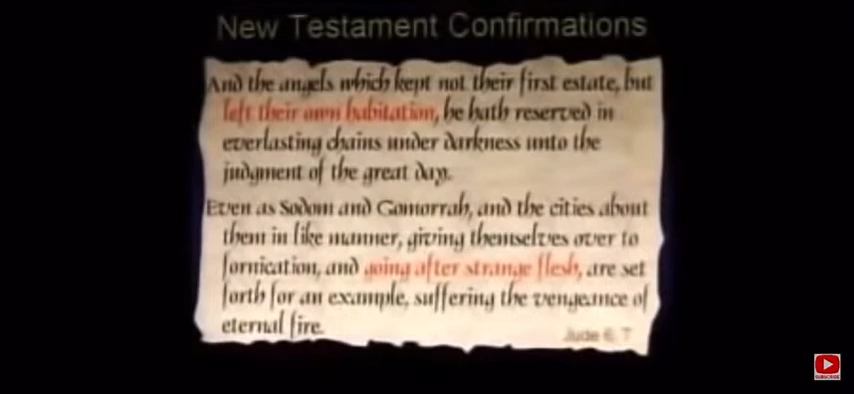 New Testament Confirmations
And the angels which kept not their first estate, but
left their own habitation, he hath reserved in
everlasting chains under darkness unto the
judgment of the great day.
Even as Sodom and Gomorrah, and the cities about
them in like manner, giving themselves over to
fornication, and going after strange flesh, are set
forth for an example, suffering the vengeance of
eternal fire.
Jude 6, 7
SUBSCRIBE